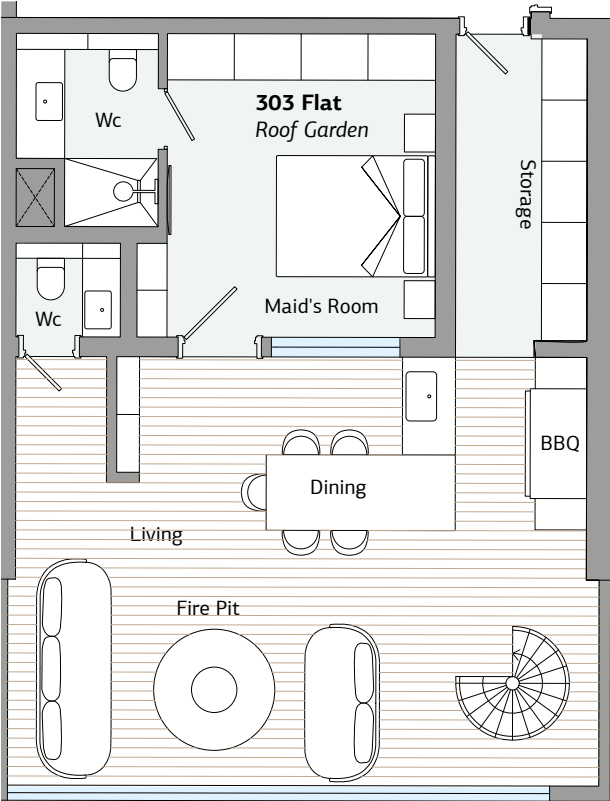 303 Flat
Roof Garden
Wc
Storage
Maid's Room
Wc
BBQ
Dining
Living
Fire Pit